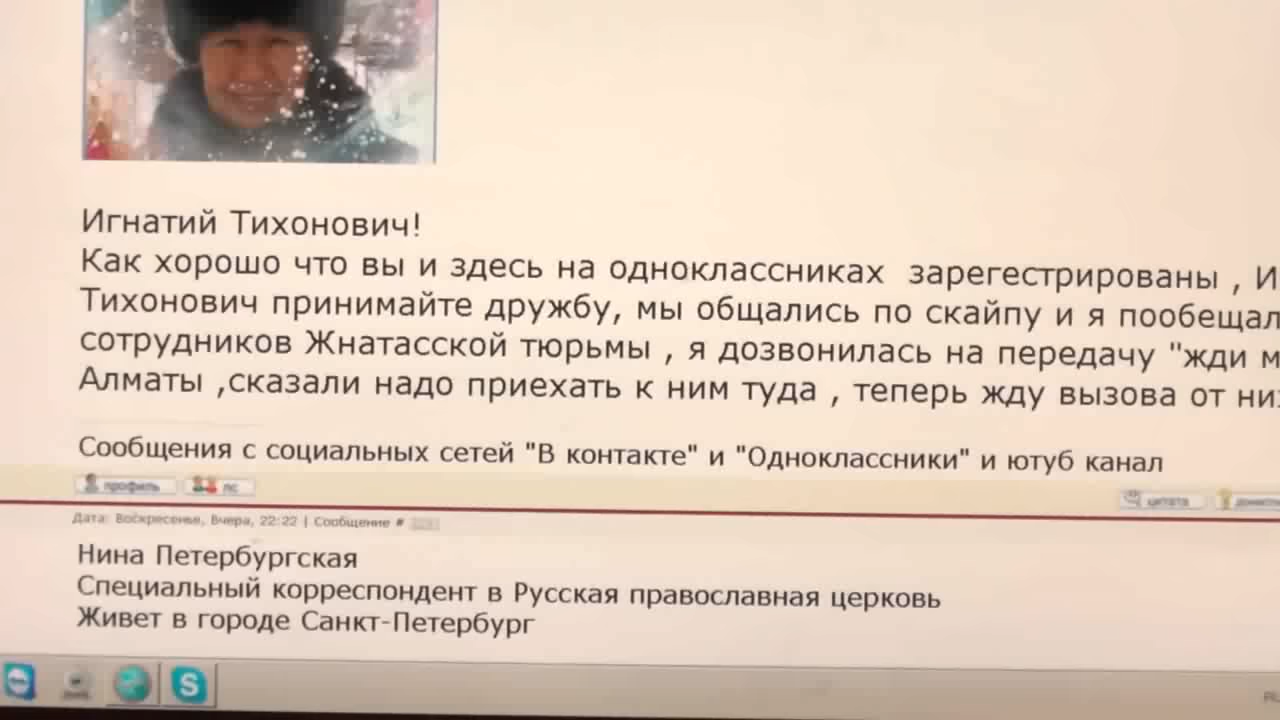 Игнатий Тихонович!
Как хорошо что вы и здесь на одноклассниках зарегестрированы , И
Тихонович принимайте дружбу, мы общались по скайпу и я пообещал
сотрудников Жнатасской тюрьмы , я дозвонилась на передачу "жди м
Алматы ,сказали надо приехать к ним туда , теперь жду вызова от них
Сообщения с социальных сетей "В контакте" и "Одноклассники" и ютуб канал
профиль лс цитата
Дата: Воскресенье, Вчера, 22:22 | Сообщение #
Нина Петербургская
Специальный корреспондент в Русская православная церковь
Живет в городе Санкт-Петербург
RU